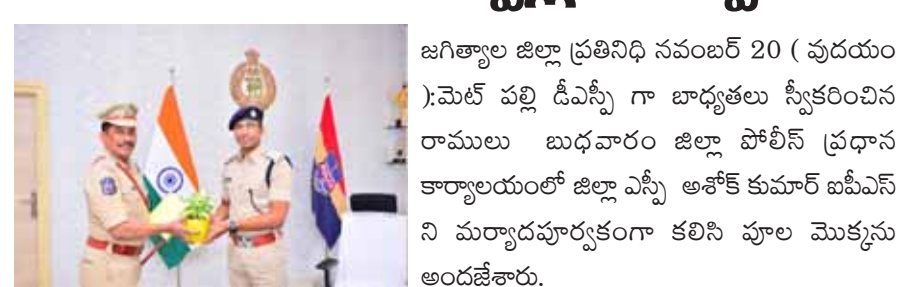 జగిత్యాల జిల్లా ప్రతినిధి నవంబర్ 20 ( వుదయం
):మెట్ పల్లి డీఎస్పీ గా బాధ్యతలు స్వీకరించిన
రాములు బుధవారం జిల్లా పోలీస్ ప్రధాన
కార్యాలయంలో జిల్లా ఎస్పీ అశోక్ కుమార్ ఐపీఎస్
ని మర్యాదపూర్వకంగా కలిసి పూల మొక్కను
అందజేశారు.